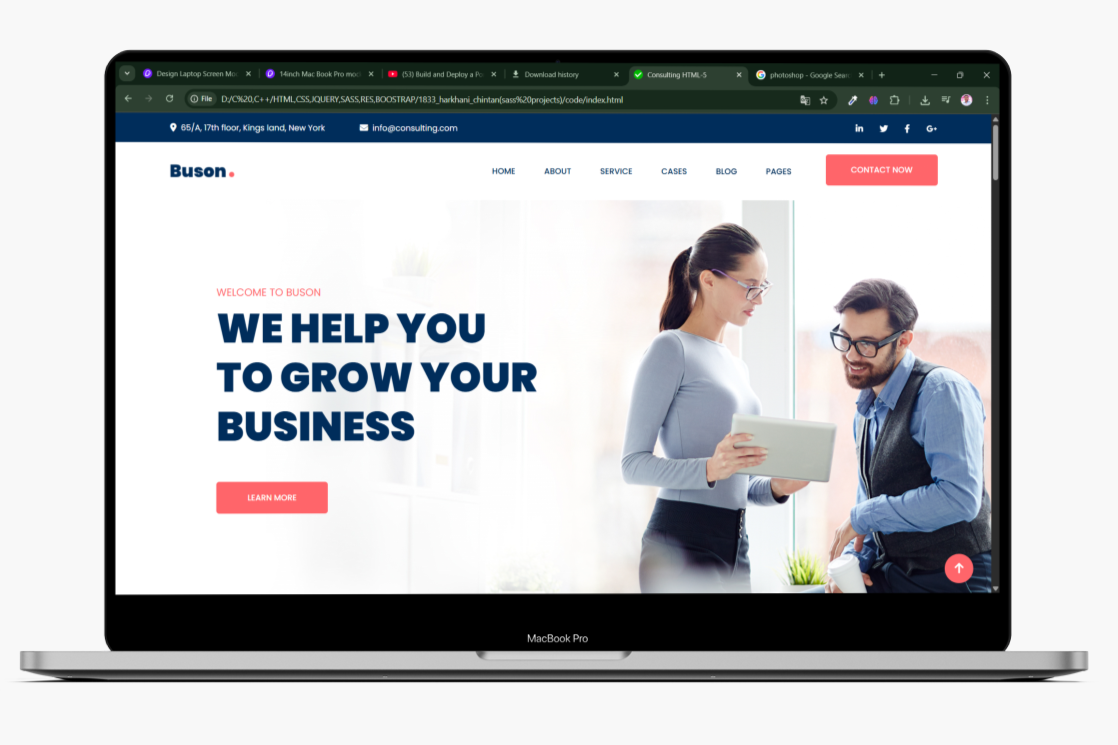 Design Laptop Screen Mo
14inch Mac Book Pro moc
(53) Build and Deploy a Po
Download history
Consulting HTML-5
photoshop - Google Sear
File
D:/C%20,C++/HTML,CSS,JQUERY,SASS,RES,BOOSTRAP/1833_harkhani_chintan(sass%20projects)/code/index.html
65/A, 17th floor, Kings land, New York
info@consulting.com
Buson.
HOME
ABOUT
SERVICE
CASES
BLOG
PAGES
CONTACT NOW
WELCOME TO BUSON
WE HELP YOU
TO GROW YOUR
BUSINESS
LEARN MORE
MacBook Pro